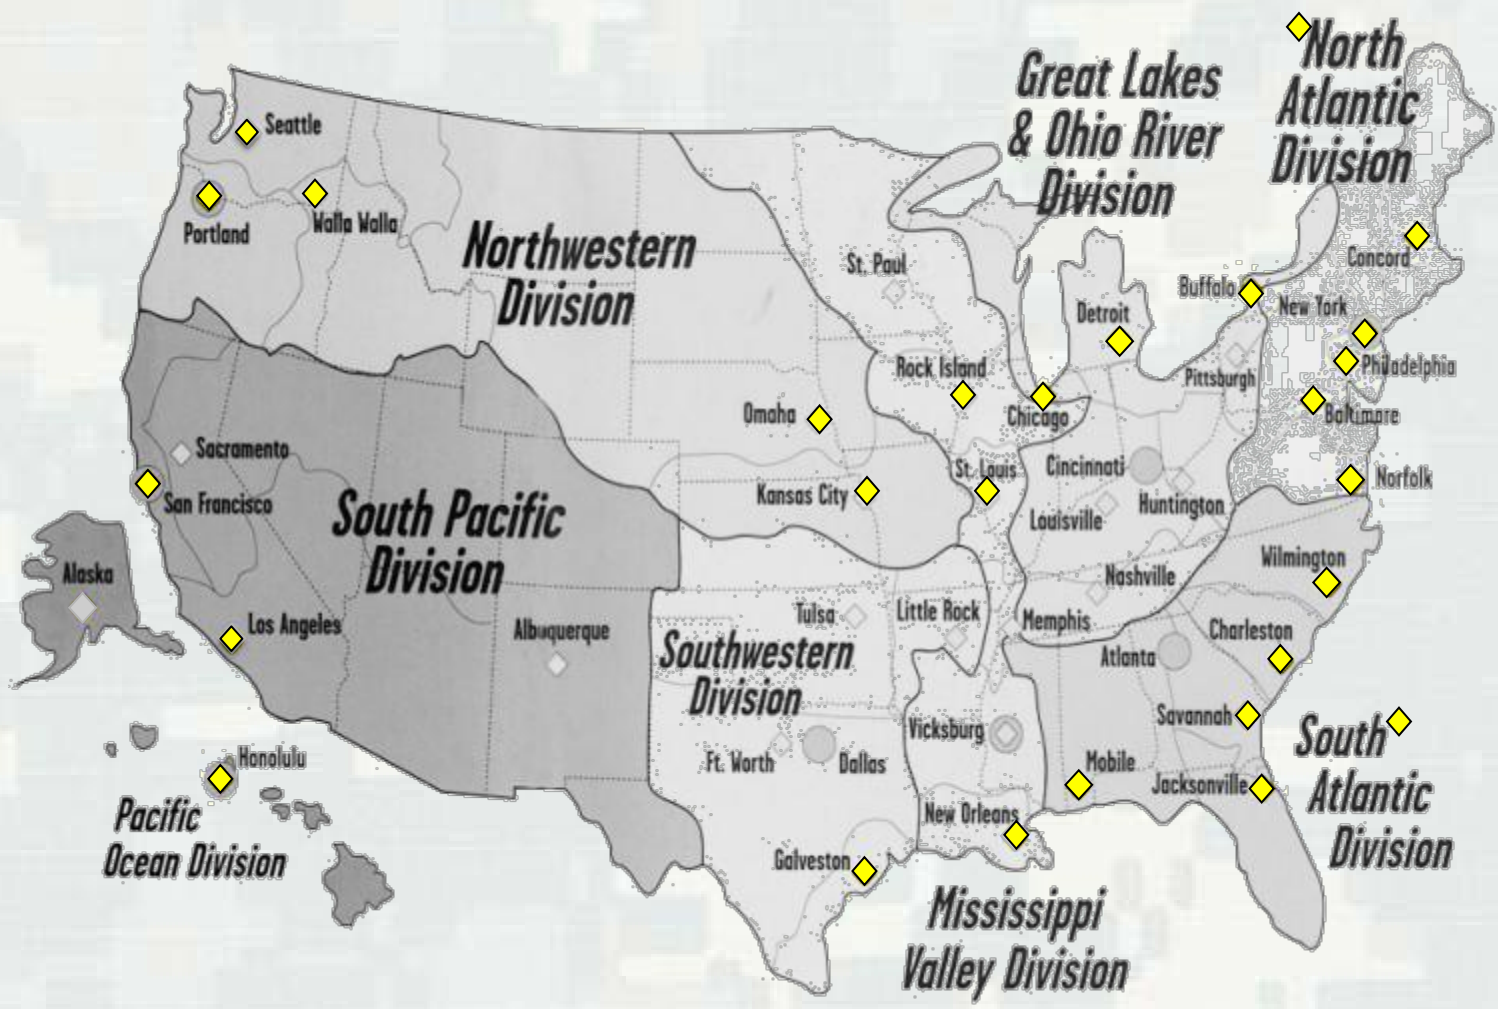 North
Atlantic
Division
Great Lakes
& Ohio River
Division
Seattle
Portland
Walla Walla
Northwestern
Division
St. Paul
Concord
Buffalo
New York
Detroit
Philadelphia
Rock Island
Pittsburgh
Omaha
Chicago
Baltimore
Sacramento
San Francisco
St. Louis
Cincinnati
Kansas City
Norfolk
Louisville
Huntington
South Pacific
Division
Alaska
Wilmington
Nashville
Los Angeles
Albuquerque
Tulsa
Little Rock
Memphis
Charleston
Atlanta
Southwestern
Division
Savannah
Vicksburg
Ft. Worth
Dallas
Mobile
Jacksonville
South
Atlantic
Division
Honolulu
Pacific
Ocean Division
New Orleans
Galveston
Mississippi
Valley Division